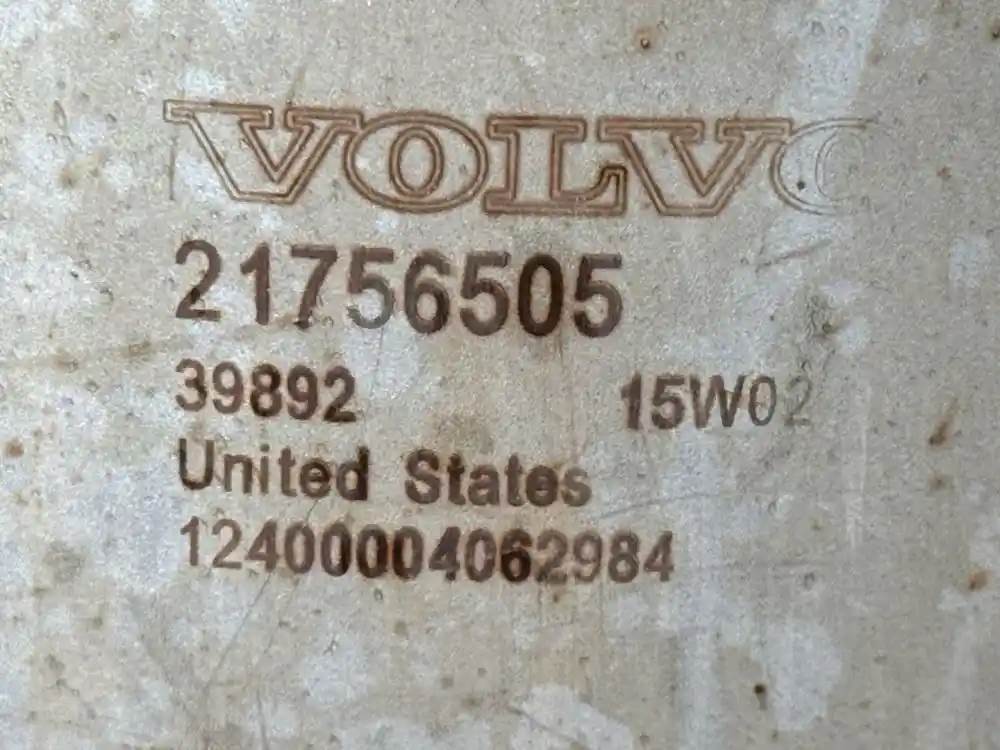 VOLVO
21756505
39892 15W02
United States
12400004062984